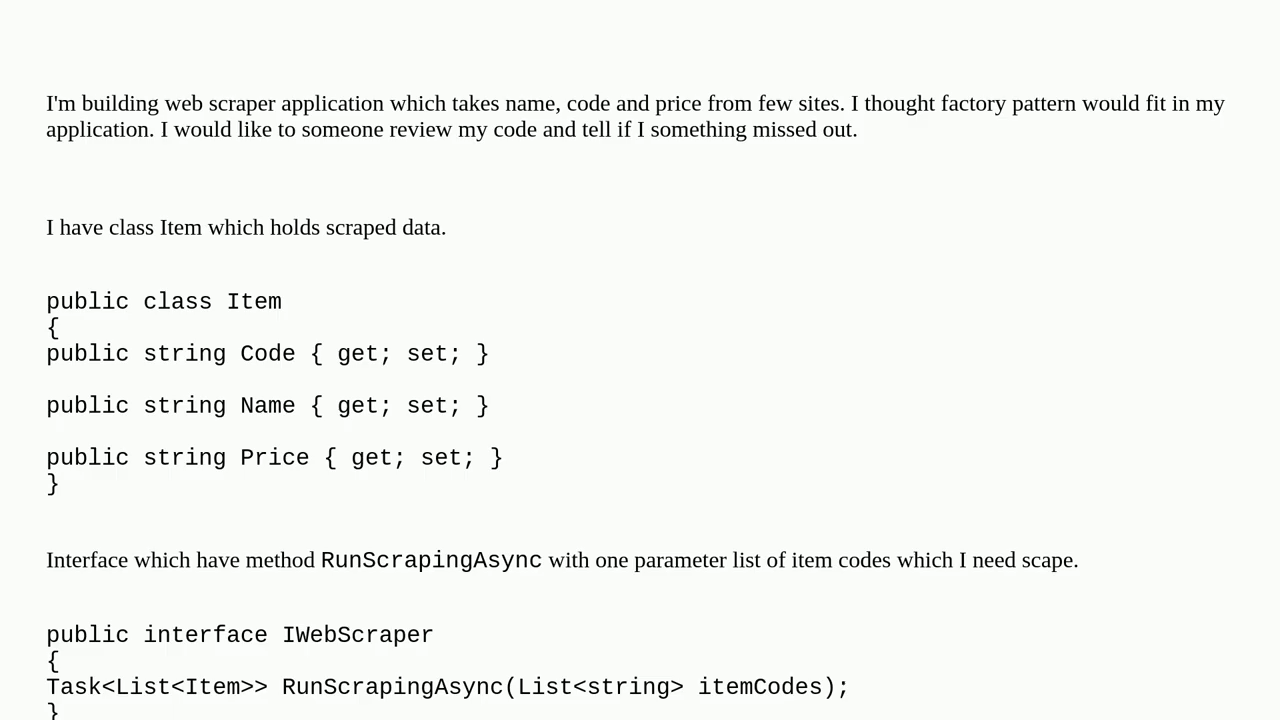 I'm building web scraper application which takes name, code and price from few sites. I thought factory pattern would fit in my
application. I would like to someone review my code and tell if I something missed out.
I have class Item which holds scraped data.
public class Item
{
public string Code { get; set; }
public string Name { get; set; }
public string Price { get; set; }
}
Interface which have method RunScrapingAsync with one parameter list of item codes which I need scape.
public interface IWebScraper
{
Task<List<Item>> RunScrapingAsync(List<string> itemCodes);
}